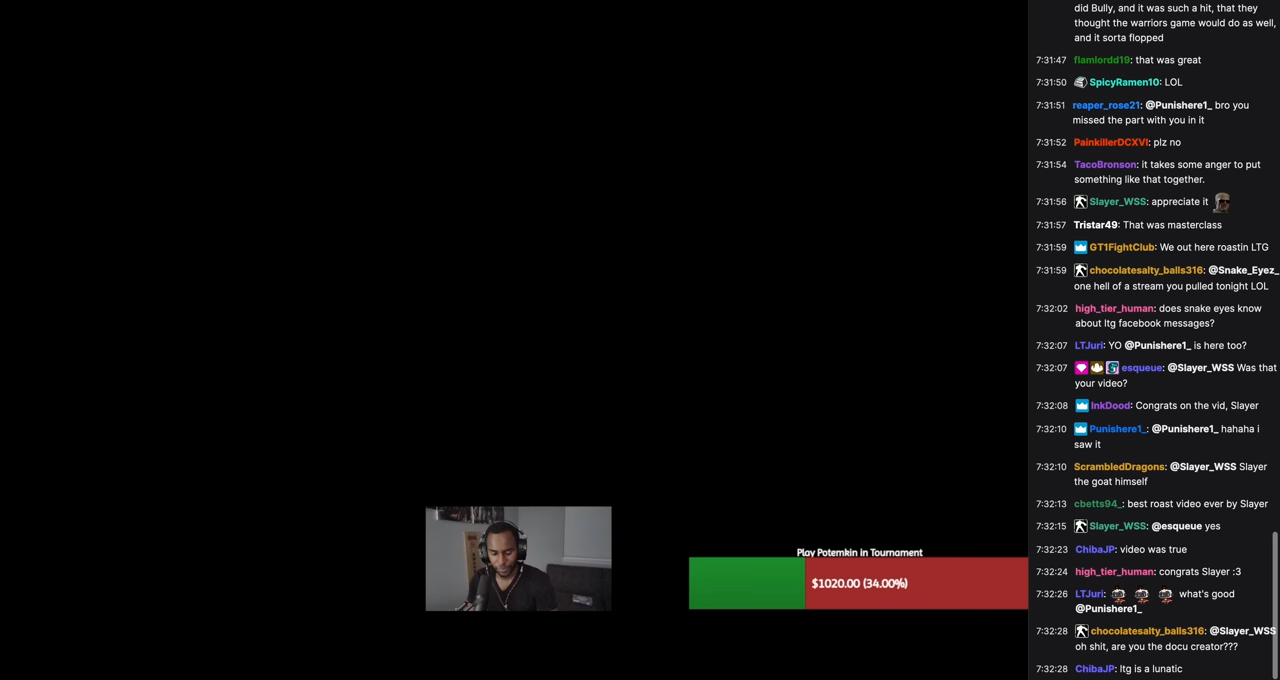 did Bully, and it was such a hit, that they
thought the warriors game would do as well,
and it sorta flopped
7:31:47 flamlordd19: that was great
7:31:50 SpicyRamen10: LOL
7:31:51 reaper_rose21: @Punishere1_ bro you
missed the part with you in it
7:31:52 PainkillerDCXVI: plz no
7:31:54 TacoBronson: it takes some anger to put
something like that together.
7:31:56 Slayer_WSS: appreciate it
7:31:57 Tristar49: That was masterclass
7:31:59 GT1FightClub: We out here roastin LTG
7:31:59 chocolatesalty_balls316: @Snake_Eyez_
one hell of a stream you pulled tonight LOL
7:32:02 high_tier_human: does snake eyes know
about ltg facebook messages?
7:32:07 LTJuri: YO @Punishere1_ is here too?
7:32:07 esqueue: @Slayer_WSS Was that
your video?
7:32:08 InkDood: Congrats on the vid, Slayer
7:32:10 Punishere1_: @Punishere1_ hahaha i
saw it
7:32:10 ScrambledDragons: @Slayer_WSS Slayer
the goat himself
7:32:13 cbetts94_: best roast video ever by Slayer
7:32:15 Slayer_WSS: @esqueue yes
7:32:23 ChibaJP: video was true
7:32:24 high_tier_human: congrats Slayer :3
7:32:26 LTJuri: what's good
@Punishere1_
7:32:28 chocolatesalty_balls316: @Slayer_WSS
oh shit, are you the docu creator???
7:32:28 ChibaJP: ltg is a lunatic
Play Potemkin in Tournament
$1020.00 (34.00%)